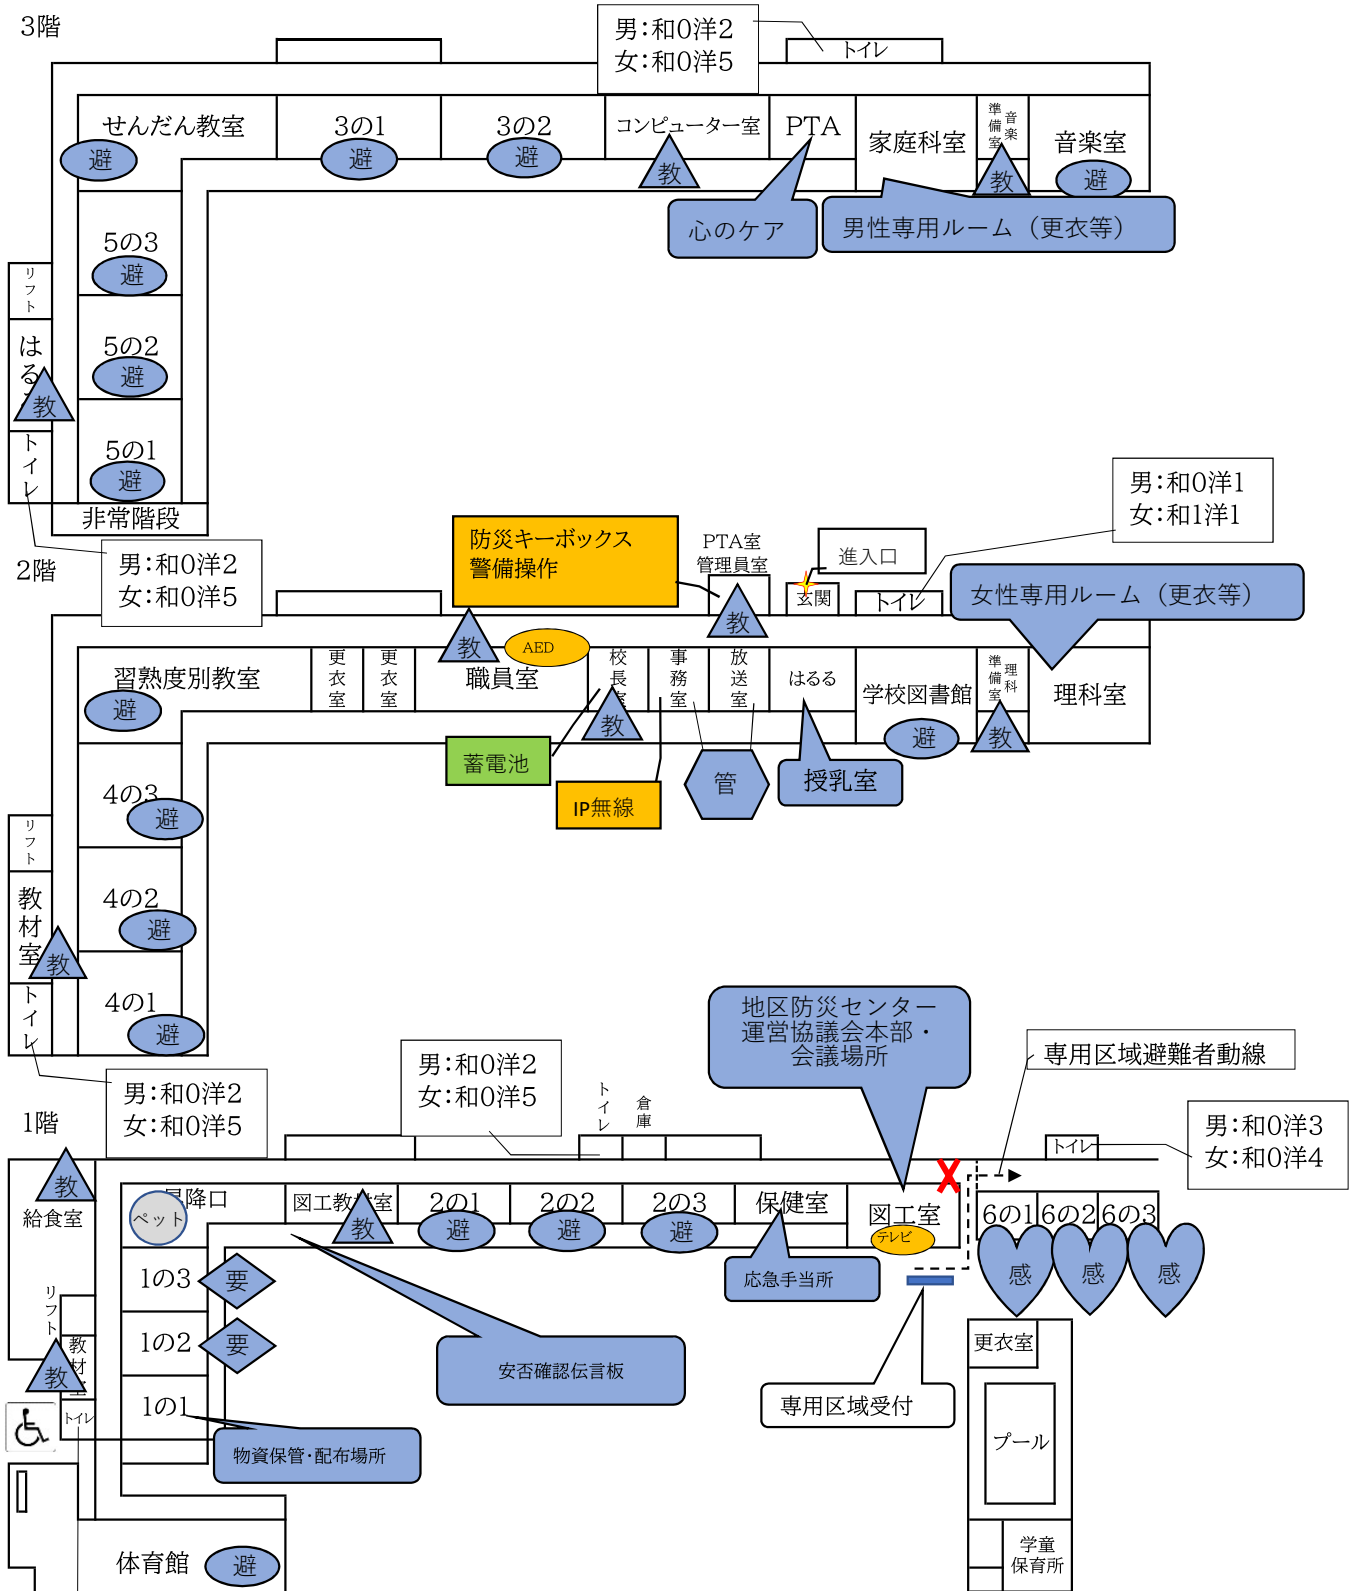 3階
男：和0洋2
女：和0洋5
トイレ
せんだん教室
避
3の1
避
3の2
避
コンピューター室
教
PTA
家庭科室
音楽
準備室
教
音楽室
避
心のケア
男性専用ルーム（更衣等）
5の3
避
リフト
5の2
避
はる
教
5の1
避
トイレ
非常階段
男：和0洋2
女：和0洋5
2階
防災キーボックス
警備操作
PTA室
管理員室
教
進入口
玄関
トイレ
男：和0洋1
女：和1洋1
女性専用ルーム（更衣等）
習熟度別教室
避
更衣室
更衣室
教
AED
職員室
校長室
教
事務室
放送室
はるる
学校図書館
避
理科
準備室
教
理科室
蓄電池
IP無線
管
授乳室
4の3
避
リフト
4の2
避
教材室
教
4の1
避
トイレ
男：和0洋2
女：和0洋5
1階
男：和0洋2
女：和0洋5
トイレ
倉庫
地区防災センター
運営協議会本部・
会議場所
専用区域避難者動線
トイレ
男：和0洋3
女：和0洋4
教
給食室
昇降口
ペット
図工教材室
教
2の1
避
2の2
避
2の3
避
保健室
図工室
テレビ
6の1
6の2
6の3
感
感
感
1の3
要
応急手当所
リフト
1の2
要
教材室
教
安否確認伝言板
更衣室
1の1
トイレ
専用区域受付
プール
物資保管・配布場所
体育館
避
学童
保育所